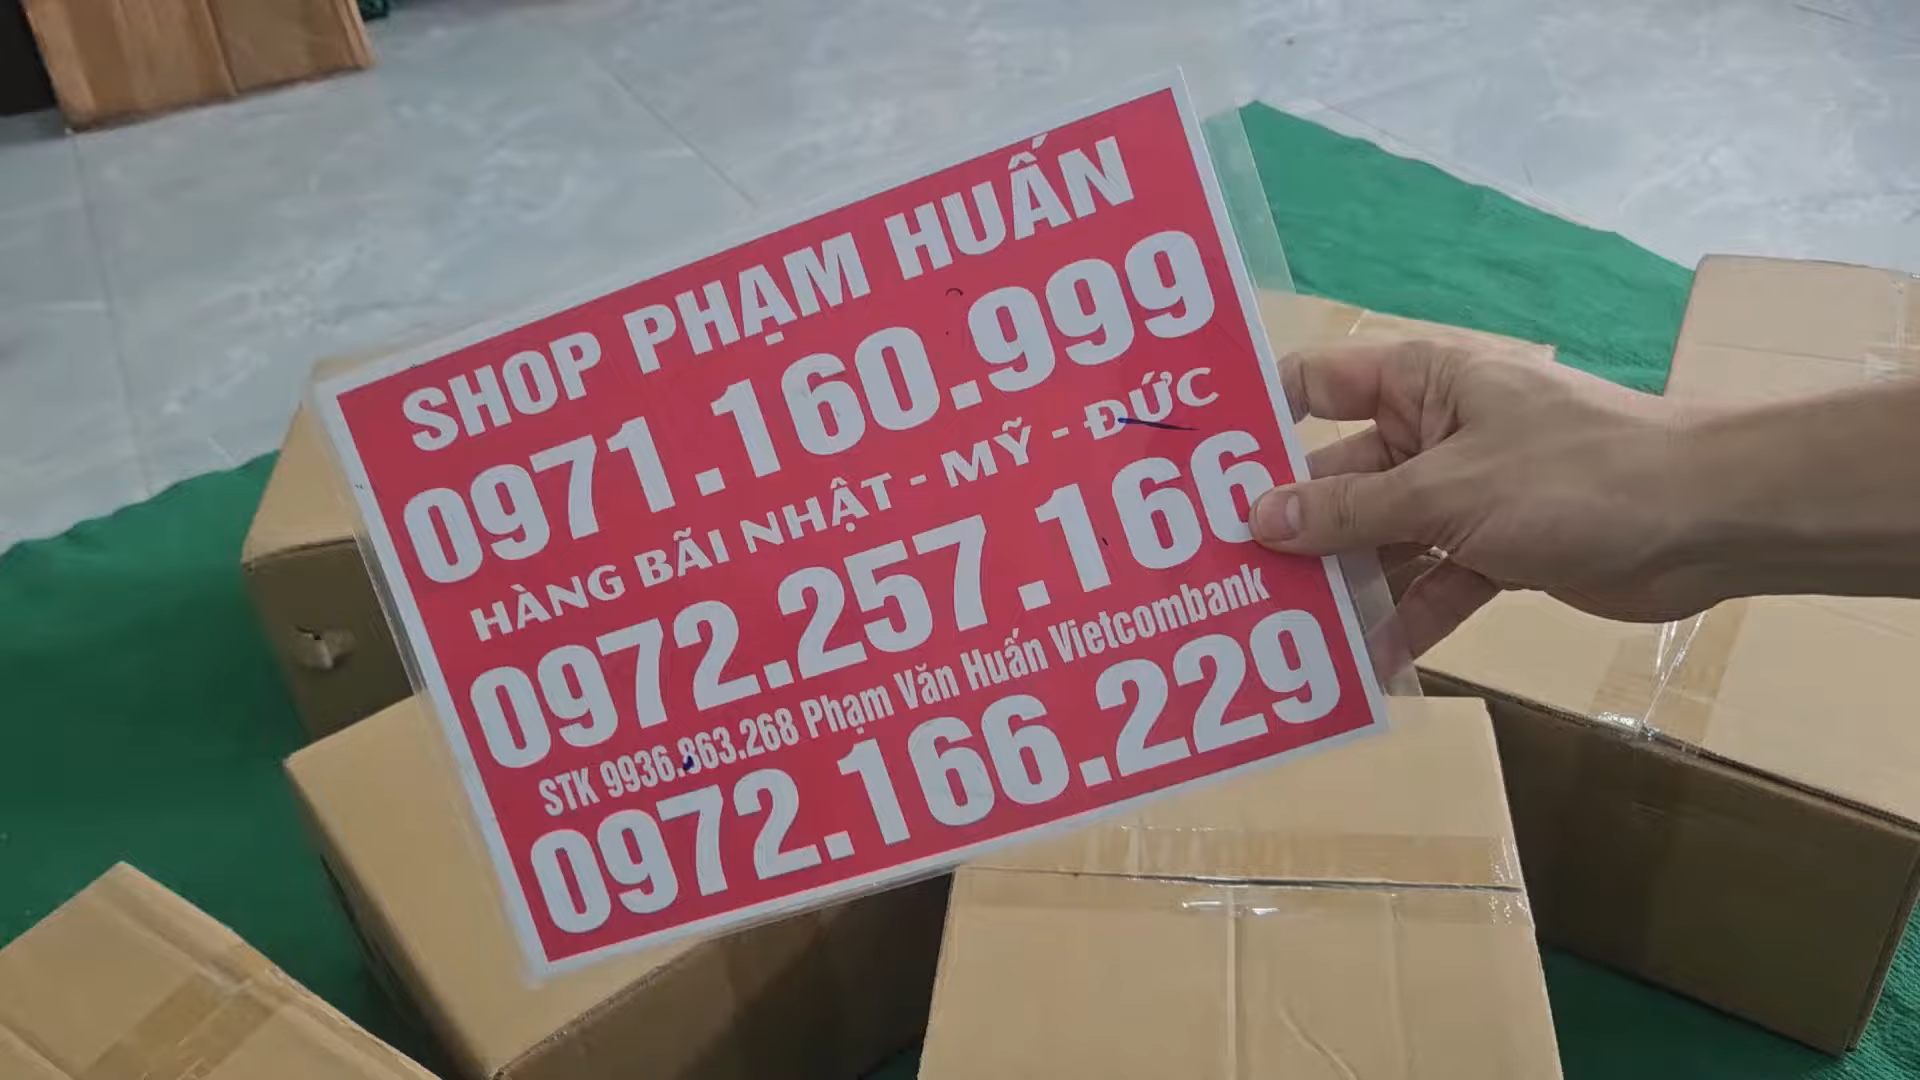 SHOP PHẠM HUẤN
0971.160.999
HÀNG BÃI NHẬT - MỸ - ĐỨC
0972.257.166
STK 9936.863.268 Phạm Văn Huấn Vietcombank
0972.166.229